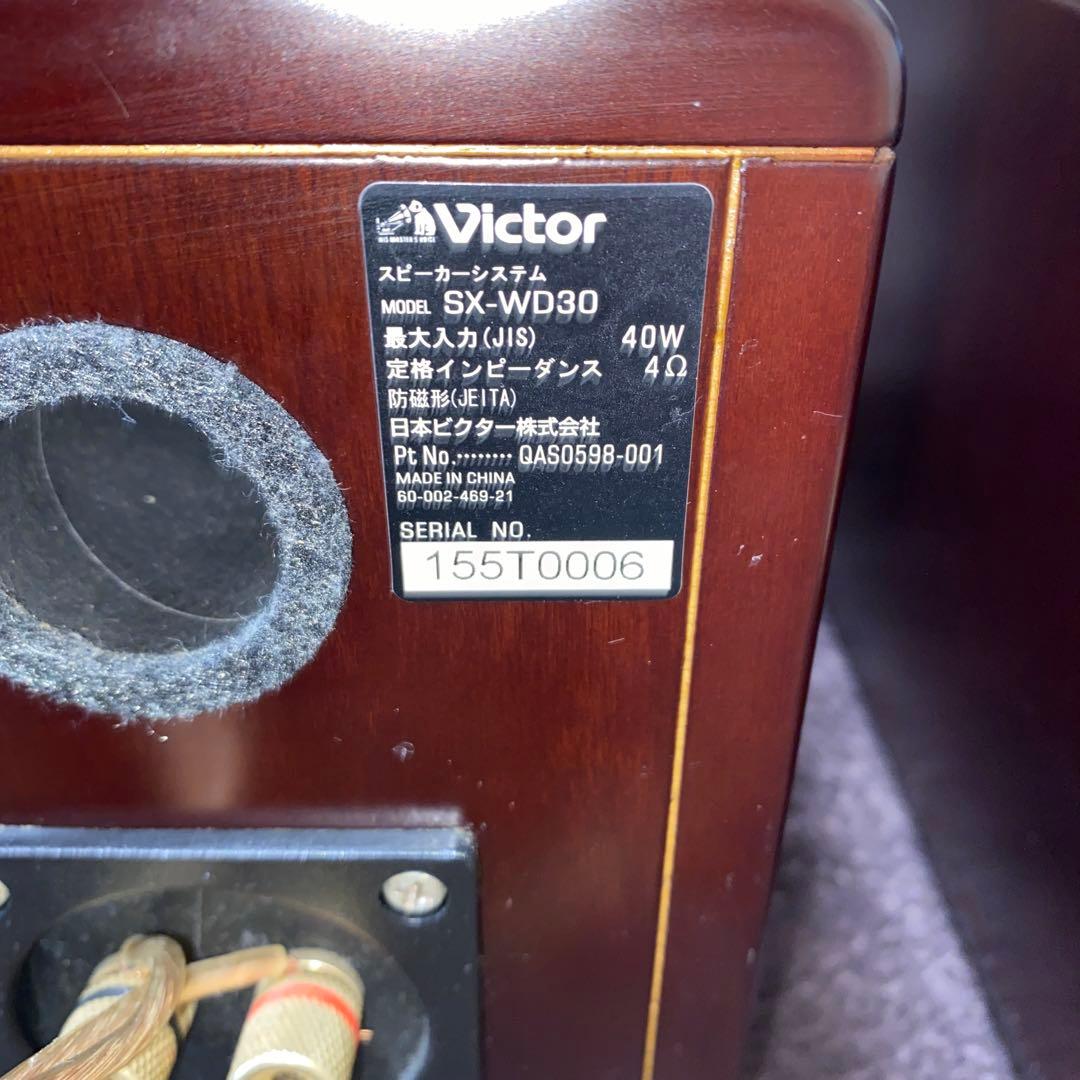 HIS MASTER'S VOICE
Victor
スピーカーシステム
MODEL SX-WD30
最大入力(JIS) 40W
定格インピーダンス 4Ω
防磁形(JEITA)
日本ビクター株式会社
Pt No.········ QAS0598-001
MADE IN CHINA
60-002-469-21
SERIAL NO.
155T0006